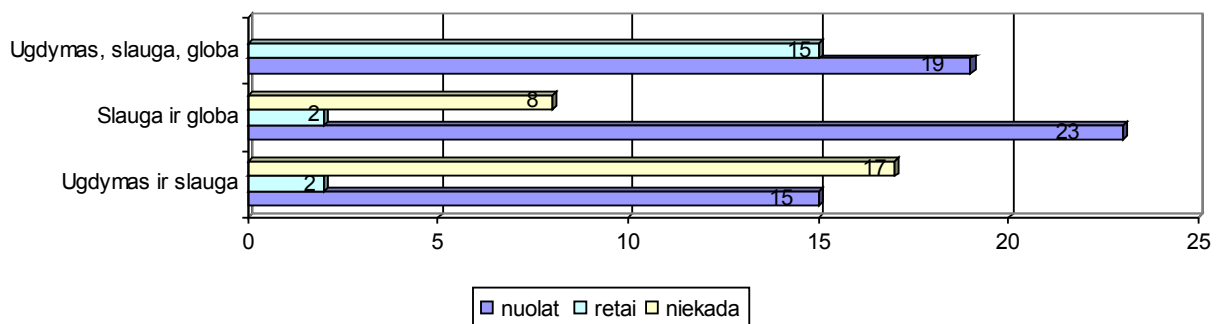 Ugdymas, slauga, globa
15
19
Slauga ir globa
8
2
23
Ugdymas ir slauga
17
2
15
0 5 10 15 20 25
nuolat retai niekada